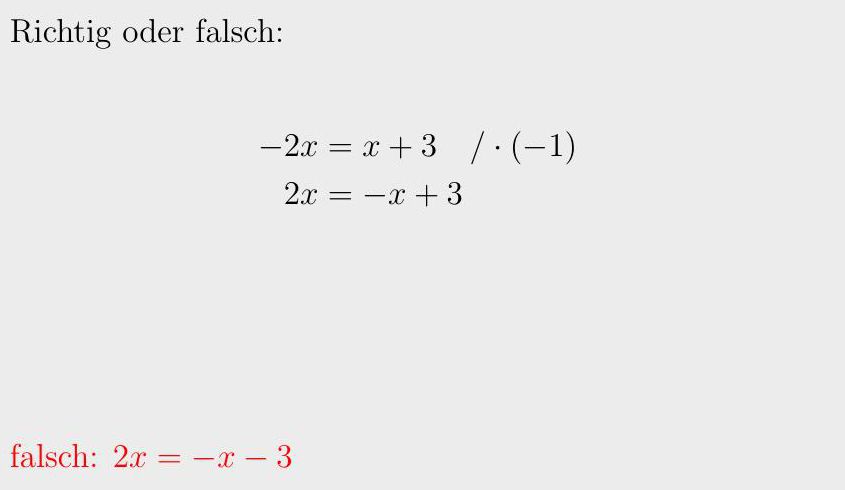 Richtig oder falsch:
−2x = x + 3 / · (−1)
2x = −x + 3
falsch: 2x = −x − 3